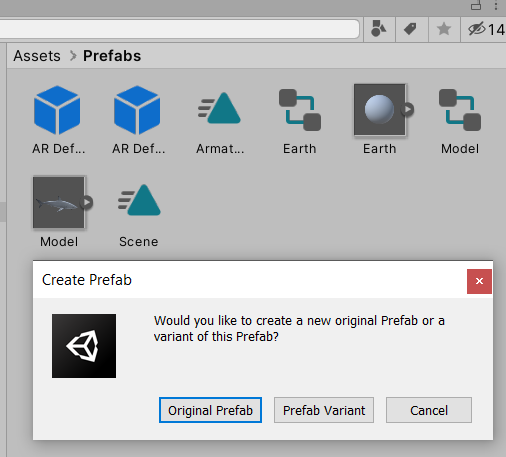 14
Assets > Prefabs
AR Def...
AR Def...
Armat...
Earth
Earth
Model
Model
Scene
Create Prefab
Would you like to create a new original Prefab or a
variant of this Prefab?
Original Prefab
Prefab Variant
Cancel